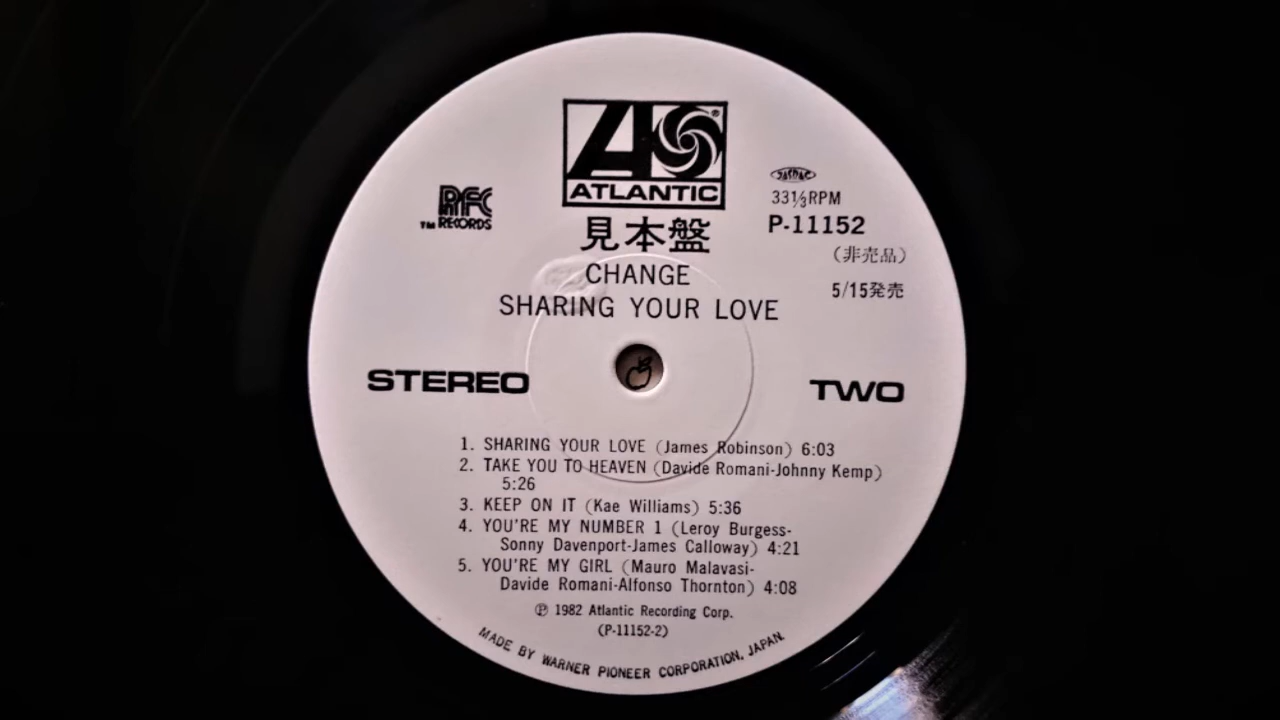 ATLANTIC
®
RFC
TM RECORDS
JASRAC
33⅓RPM
P-11152
(非売品)
5/15発売
見本盤
CHANGE
SHARING YOUR LOVE
STEREO
TWO
1. SHARING YOUR LOVE (James Robinson) 6:03
2. TAKE YOU TO HEAVEN (Davide Romani-Johnny Kemp)
5:26
3. KEEP ON IT (Kae Williams) 5:36
4. YOU'RE MY NUMBER 1 (Leroy Burgess-
Sonny Davenport-James Calloway) 4:21
5. YOU'RE MY GIRL (Mauro Malavasi-
Davide Romani-Alfonso Thornton) 4:08
Ⓟ 1982 Atlantic Recording Corp.
(P-11152-2)
MADE BY WARNER PIONEER CORPORATION, JAPAN.